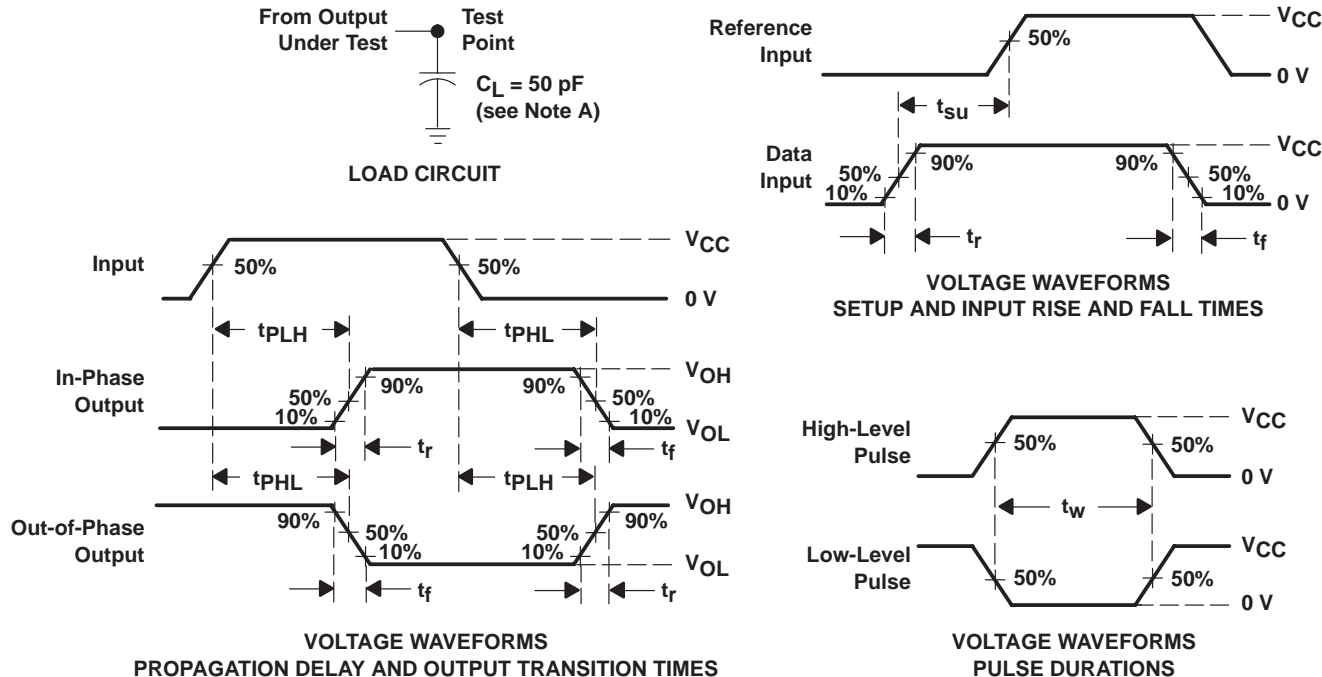 From Output
Under Test
Test
Point
CL = 50 pF
(see Note A)
LOAD CIRCUIT
Reference
Input
50%
VCC
0 V
tsu
Data
Input
50%
10%
90%
90%
50%
10%
VCC
0 V
tr
tf
VOLTAGE WAVEFORMS
SETUP AND INPUT RISE AND FALL TIMES
Input
50%
50%
VCC
0 V
tPLH
tPHL
In-Phase
Output
50%
10%
90%
90%
50%
10%
VOH
VOL
tr
tf
tPHL
tPLH
Out-of-Phase
Output
90%
50%
10%
50%
10%
90%
VOH
VOL
tf
tr
VOLTAGE WAVEFORMS
PROPAGATION DELAY AND OUTPUT TRANSITION TIMES
High-Level
Pulse
50%
50%
VCC
0 V
tw
Low-Level
Pulse
50%
50%
VCC
0 V
VOLTAGE WAVEFORMS
PULSE DURATIONS